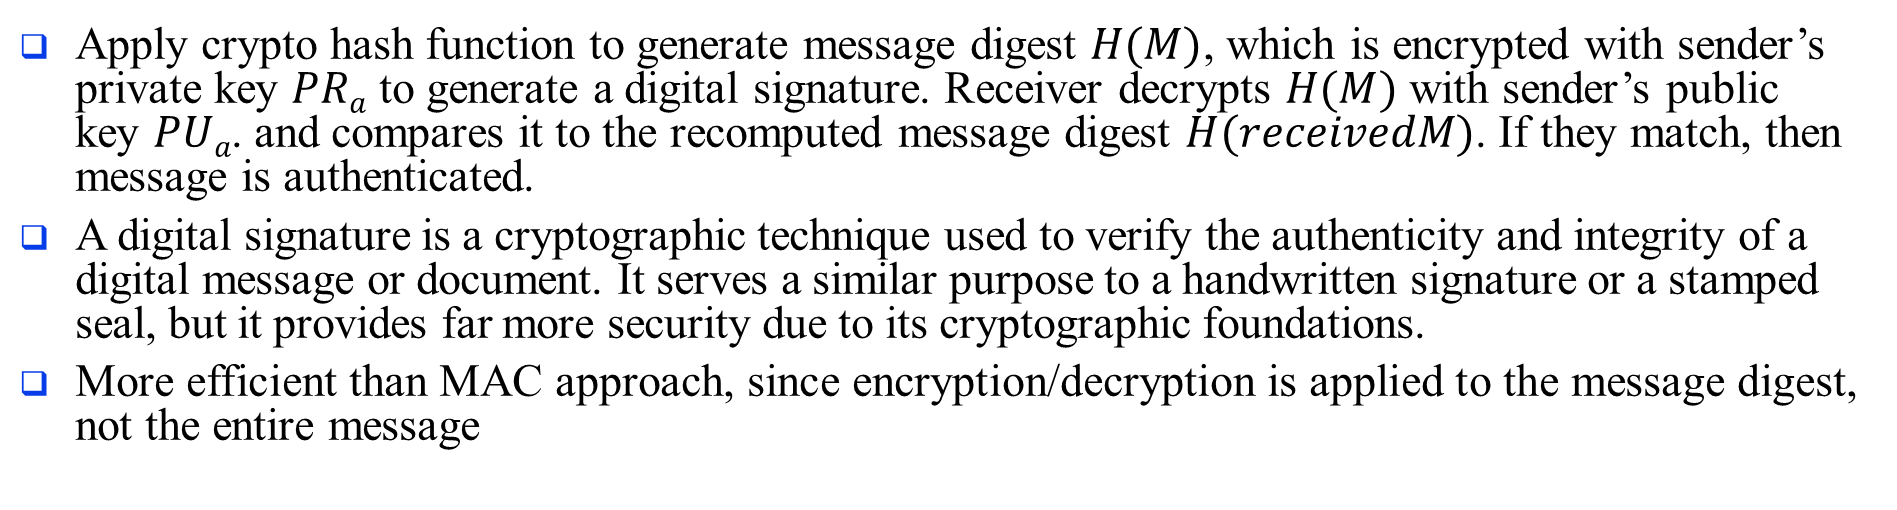 ❑ Apply crypto hash function to generate message digest H(M), which is encrypted with sender’s
private key PRₐ to generate a digital signature. Receiver decrypts H(M) with sender’s public
key PUₐ. and compares it to the recomputed message digest H(receivedM). If they match, then
message is authenticated.
❑ A digital signature is a cryptographic technique used to verify the authenticity and integrity of a
digital message or document. It serves a similar purpose to a handwritten signature or a stamped
seal, but it provides far more security due to its cryptographic foundations.
❑ More efficient than MAC approach, since encryption/decryption is applied to the message digest,
not the entire message